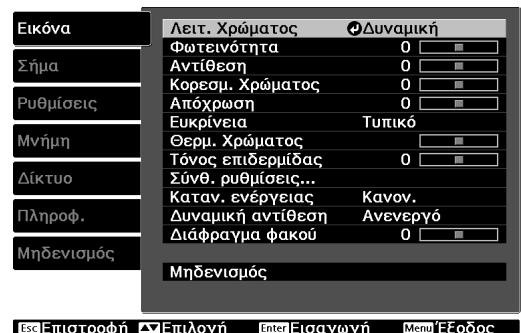 Εικόνα
Σήμα
Ρυθμίσεις
Μνήμη
Δίκτυο
Πληροφ.
Μηδενισμός
Λειτ. Χρώματος Δυναμική
Φωτεινότητα 0
Αντίθεση 0
Κορεσμ. Χρώματος 0
Απόχρωση 0
Ευκρίνεια Τυπικό
Θερμ. Χρώματος
Τόνος επιδερμίδας 0
Σύνθ. ρυθμίσεις...
Καταν. ενέργειας Κανον.
Δυναμική αντίθεση Ανενεργό
Διάφραγμα φακού 0
Μηδενισμός
Esc Επιστροφή Επιλογή Enter Εισαγωγή Menu Έξοδος